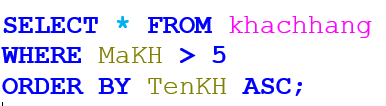 SELECT * FROM khachhang
WHERE MaKH > 5
ORDER BY TenKH ASC;